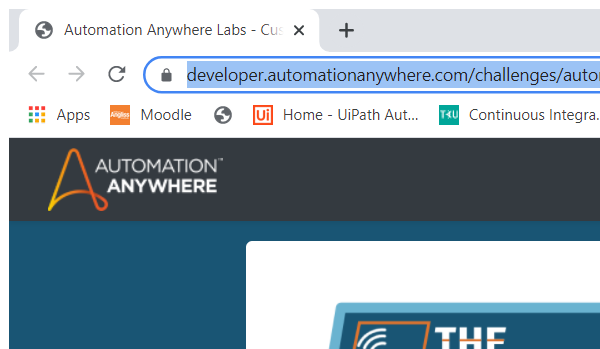 Automation Anywhere Labs - Cus
developer.automationanywhere.com/challenges/auto
Apps Moodle Ui Home - UiPath Aut... Continuous Integra.
AUTOMATION™
ANYWHERE
THE